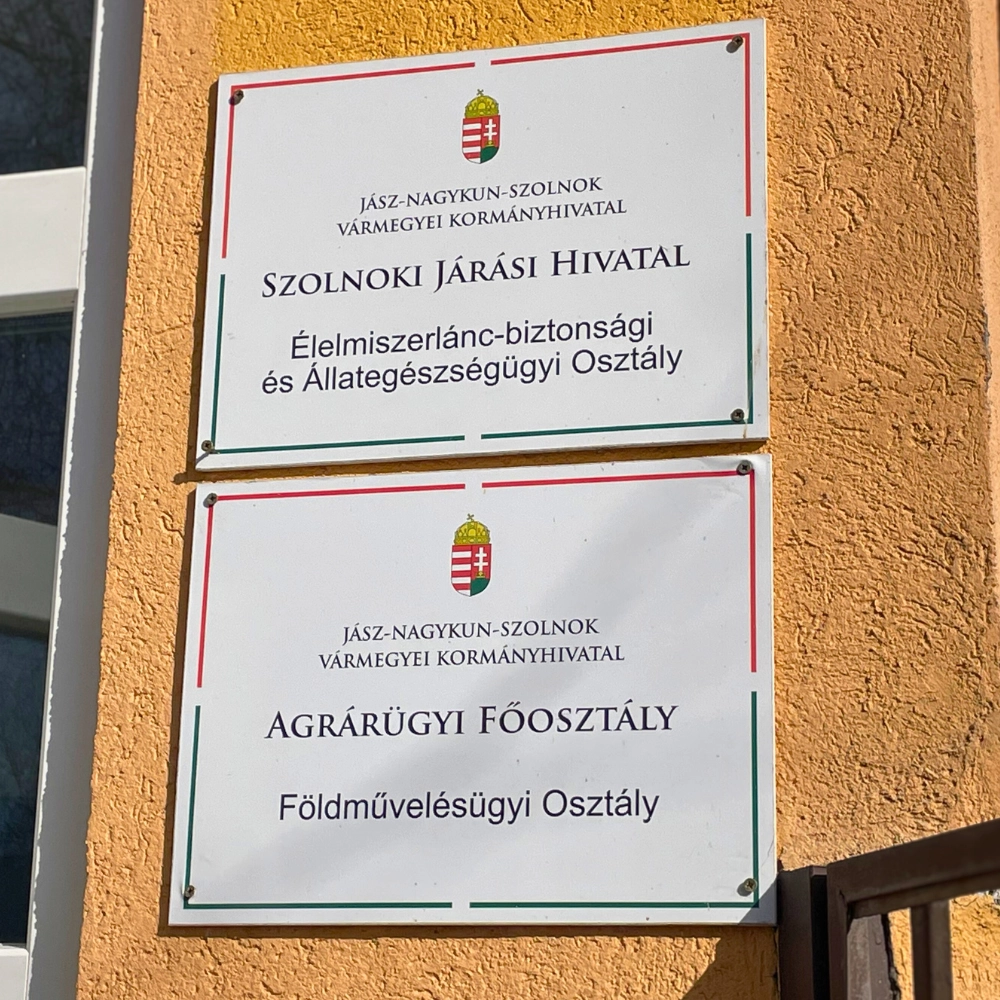 JÁSZ-NAGYKUN-SZOLNOK
VÁRMEGYEI KORMÁNYHIVATAL
SZOLNOKI JÁRÁSI HIVATAL
Élelmiszerlánc-biztonsági
és Állategészségügyi Osztály
JÁSZ-NAGYKUN-SZOLNOK
VÁRMEGYEI KORMÁNYHIVATAL
AGRÁRÜGYI FŐOSZTÁLY
Földművelésügyi Osztály